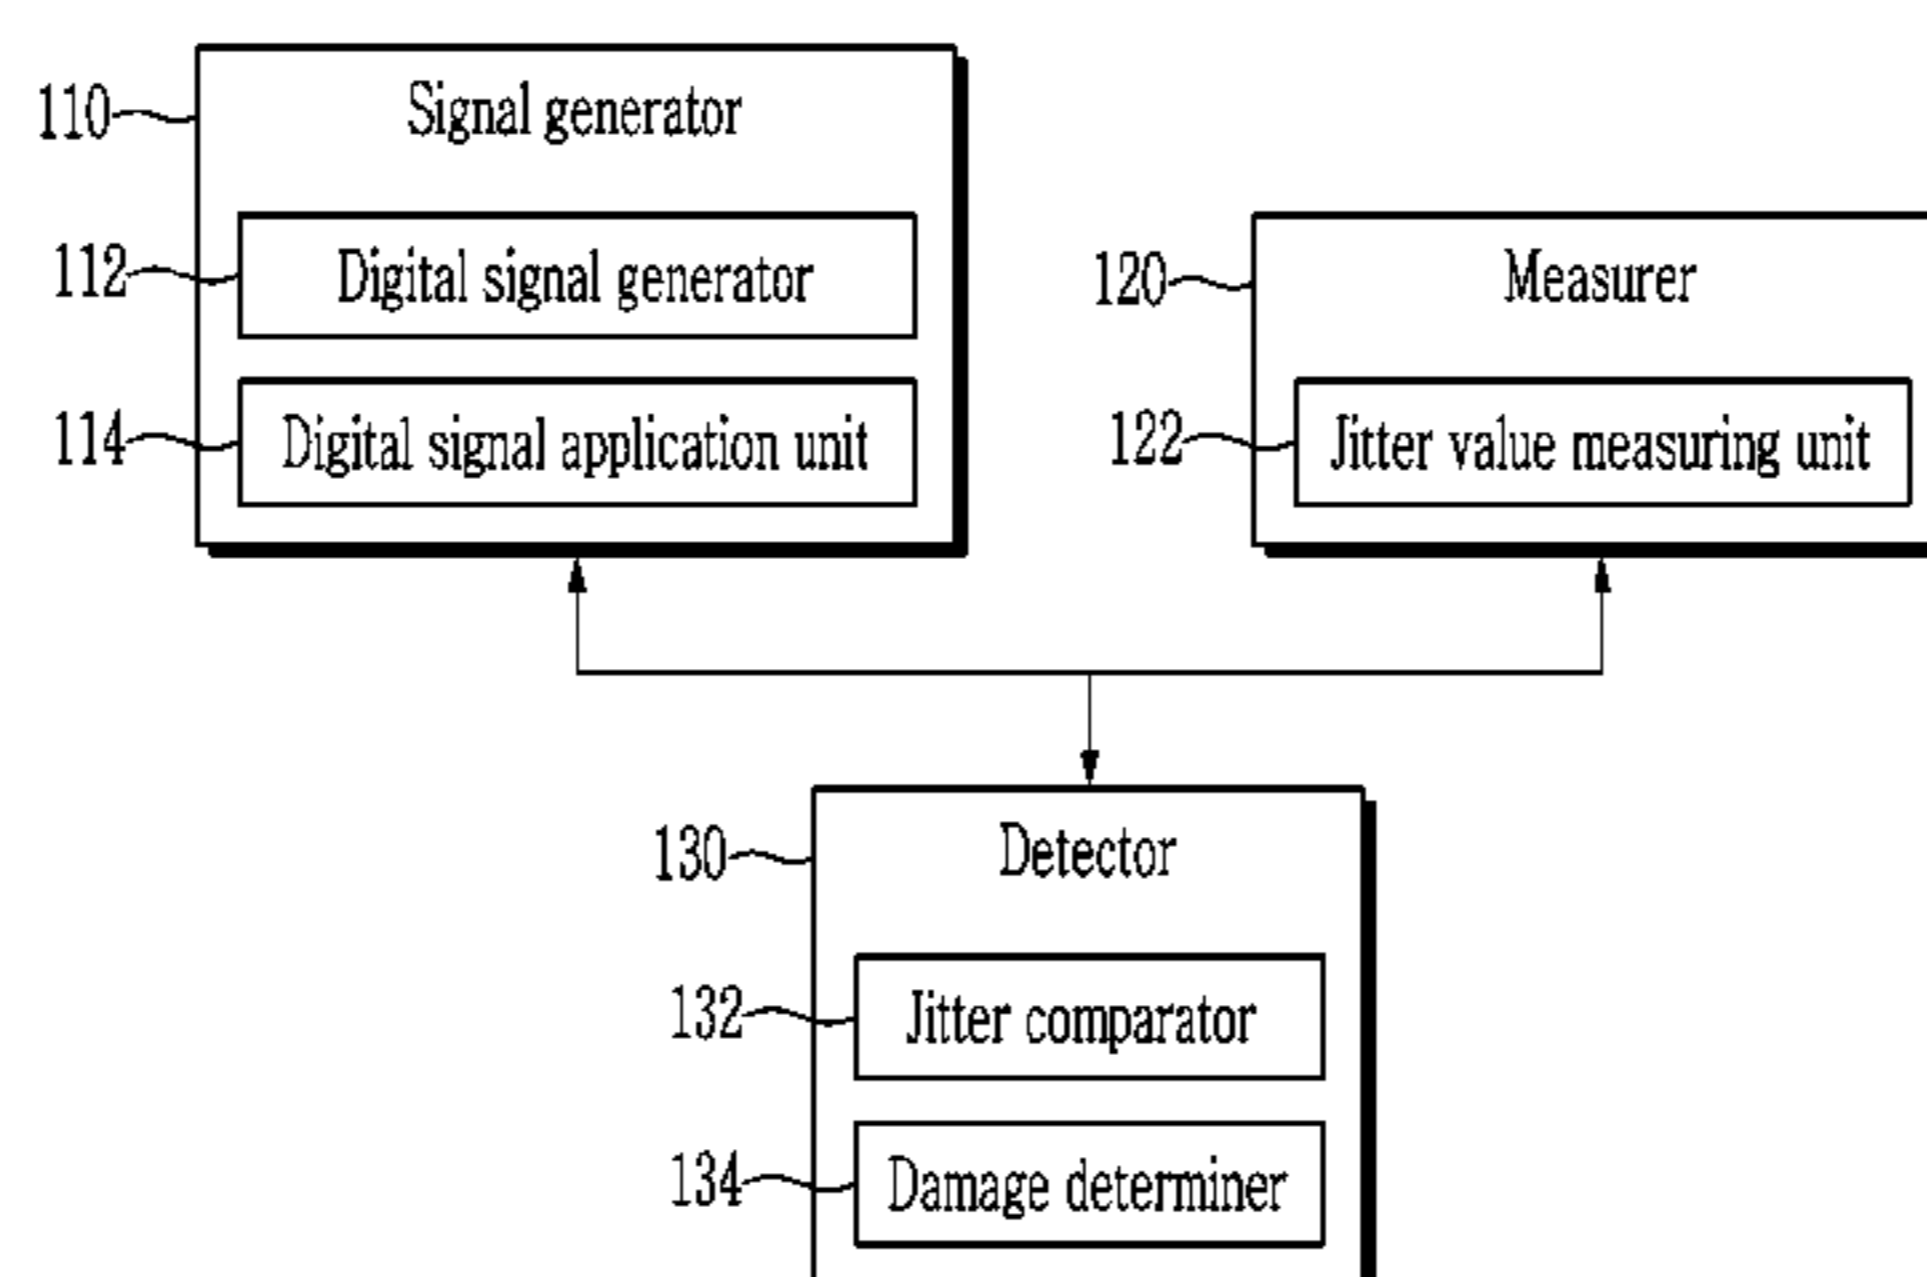 110 Signal generator
112 Digital signal generator
114 Digital signal application unit
120 Measurer
122 Jitter value measuring unit
130 Detector
132 Jitter comparator
134 Damage determiner